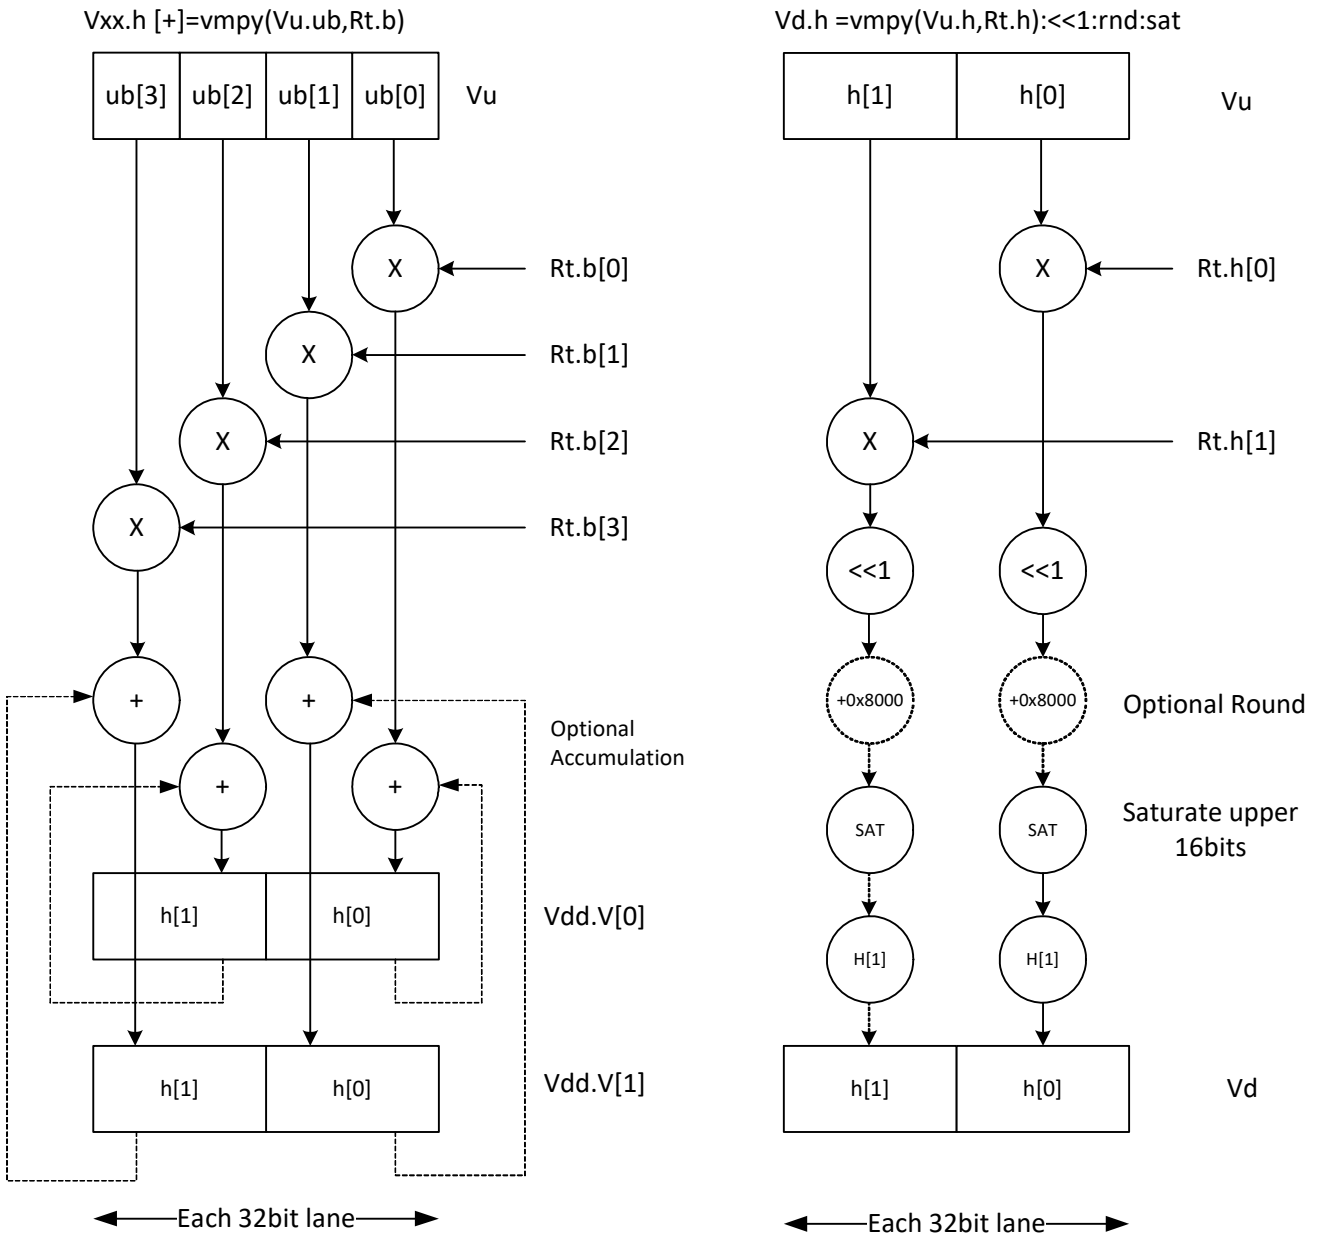 Vxx.h [+]=vmpy(Vu.ub,Rt.b)
ub[3] ub[2] ub[1] ub[0] Vu
X Rt.b[0]
X Rt.b[1]
X Rt.b[2]
X Rt.b[3]
+ +
Optional
Accumulation
+ +
h[1] h[0] Vdd.V[0]
h[1] h[0] Vdd.V[1]
Each 32bit lane
Vd.h =vmpy(Vu.h,Rt.h):<<1:rnd:sat
h[1] h[0] Vu
X Rt.h[0]
X Rt.h[1]
<<1 <<1
+0x8000 +0x8000 Optional Round
SAT SAT
Saturate upper
16bits
H[1] H[1]
h[1] h[0] Vd
Each 32bit lane